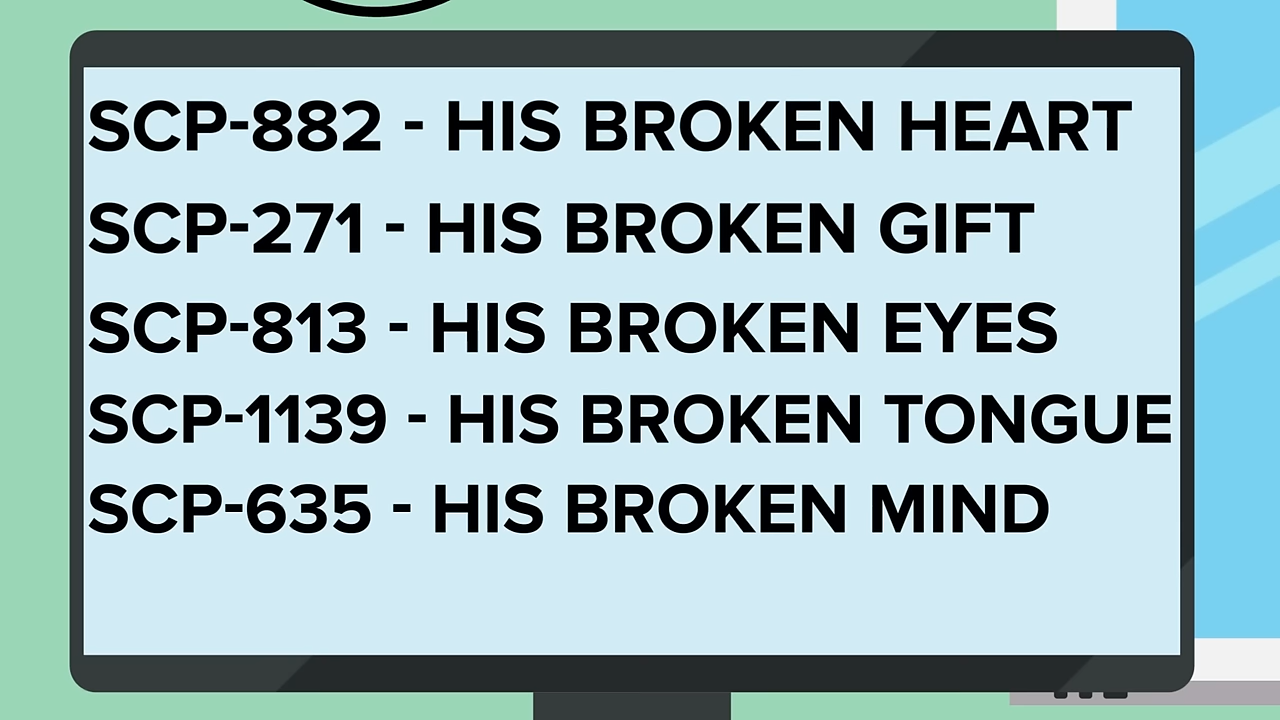 SCP-882 - HIS BROKEN HEART
SCP-271 - HIS BROKEN GIFT
SCP-813 - HIS BROKEN EYES
SCP-1139 - HIS BROKEN TONGUE
SCP-635 - HIS BROKEN MIND